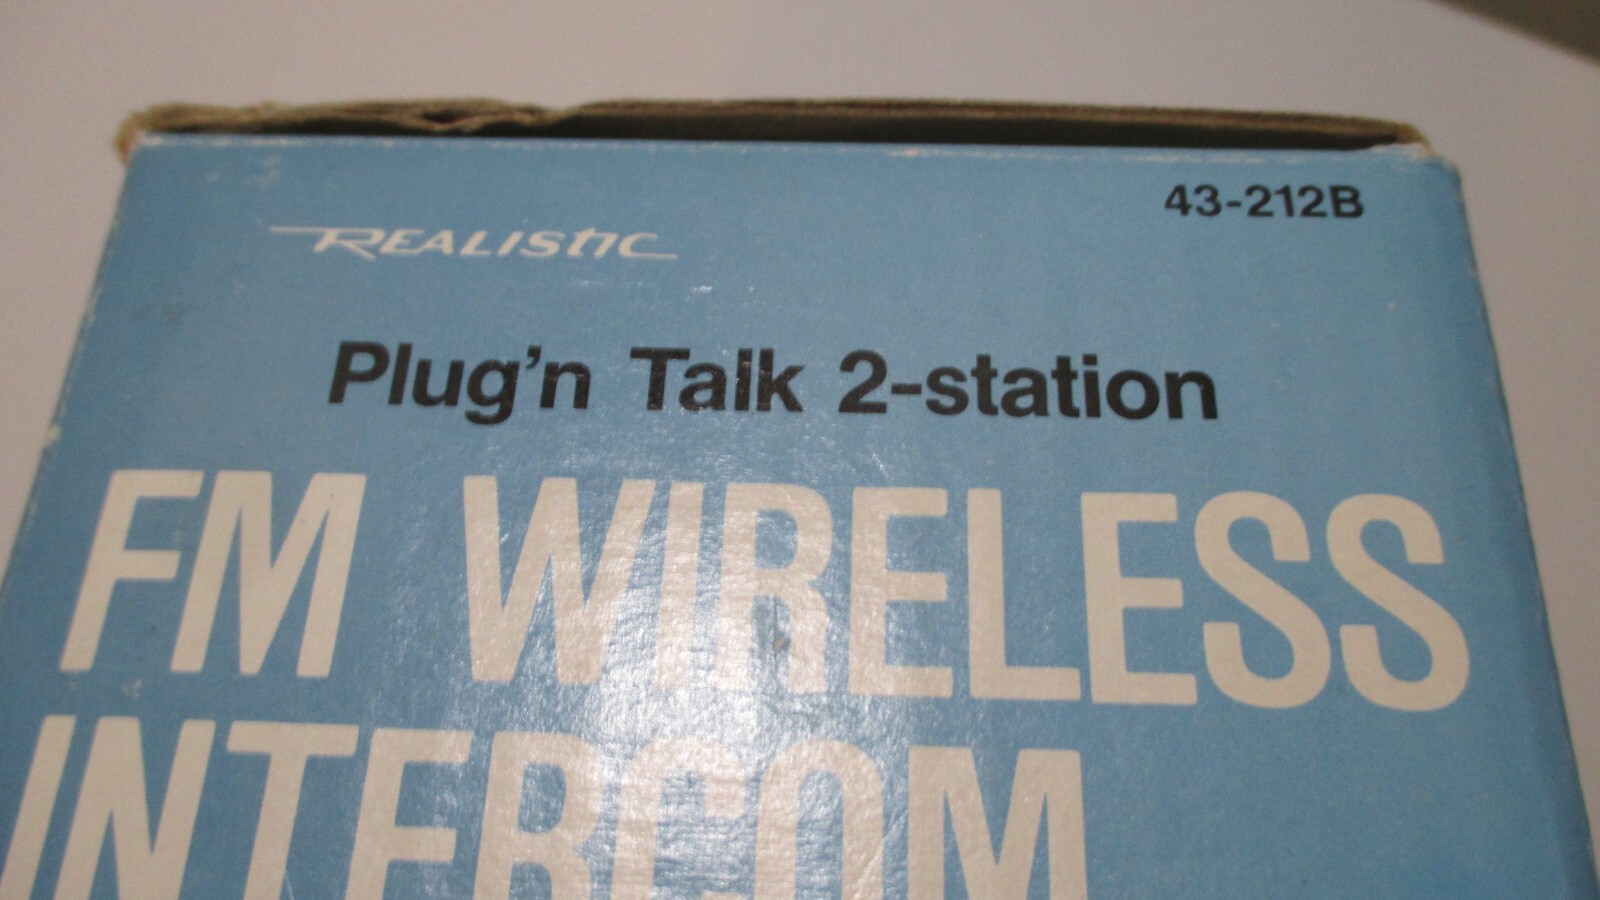 43-212B
REALISTIC
Plug'n Talk 2-station
FM WIRELESS
INTERCOM